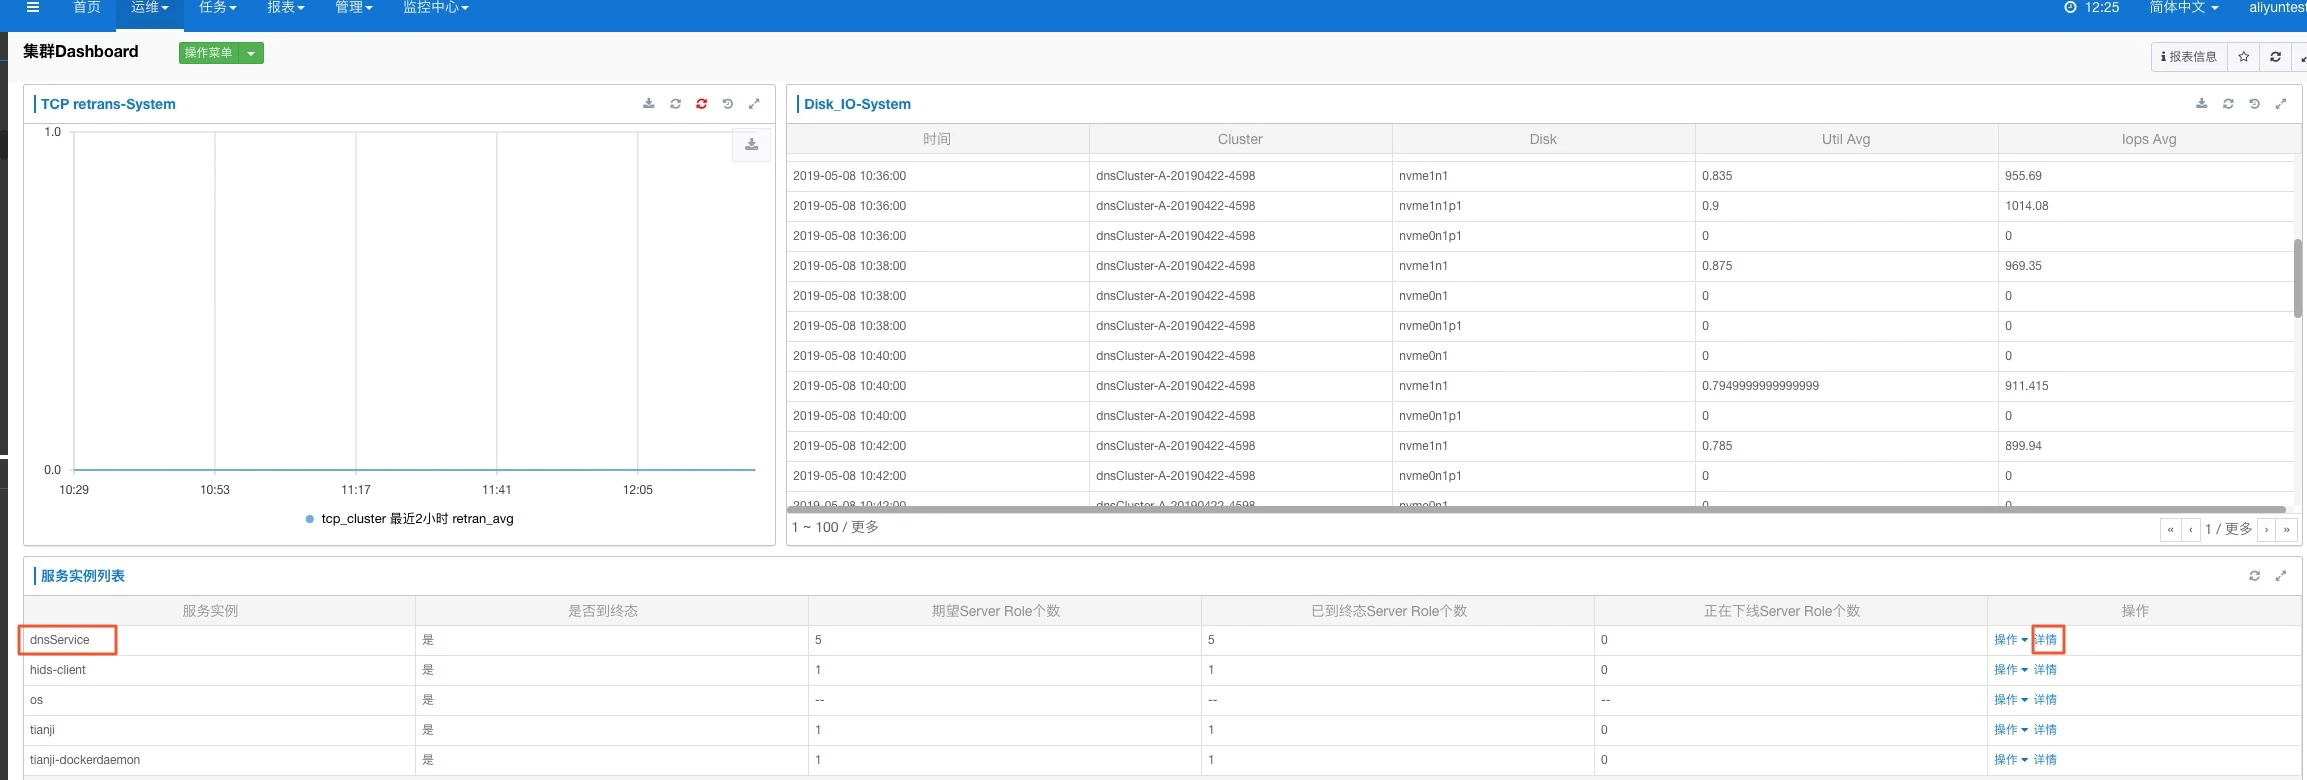 首页 运维 任务 报表 管理 监控中心 12:25 简体中文 aliyuntest
集群Dashboard 操作菜单 报表信息
TCP retrans-System
1.0
0.0
10:29 10:53 11:17 11:41 12:05
tcp_cluster 最近2小时 retran_avg
Disk_IO-System
时间 Cluster Disk Util Avg Iops Avg
2019-05-08 10:36:00 dnsCluster-A-20190422-4598 nvme1n1 0.835 955.69
2019-05-08 10:36:00 dnsCluster-A-20190422-4598 nvme1n1p1 0.9 1014.08
2019-05-08 10:36:00 dnsCluster-A-20190422-4598 nvme0n1p1 0 0
2019-05-08 10:38:00 dnsCluster-A-20190422-4598 nvme1n1 0.875 969.35
2019-05-08 10:38:00 dnsCluster-A-20190422-4598 nvme0n1 0 0
2019-05-08 10:38:00 dnsCluster-A-20190422-4598 nvme0n1p1 0 0
2019-05-08 10:40:00 dnsCluster-A-20190422-4598 nvme0n1 0 0
2019-05-08 10:40:00 dnsCluster-A-20190422-4598 nvme1n1 0.7949999999999999 911.415
2019-05-08 10:40:00 dnsCluster-A-20190422-4598 nvme0n1p1 0 0
2019-05-08 10:42:00 dnsCluster-A-20190422-4598 nvme1n1 0.785 899.94
2019-05-08 10:42:00 dnsCluster-A-20190422-4598 nvme0n1p1 0 0
2019-05-08 10:42:00 dnsCluster-A-20190422-4598 nvme0n1 0 0
1 ~ 100 / 更多 « ‹ 1 / 更多 › »
服务实例列表
服务实例 是否到终态 期望Server Role个数 已到终态Server Role个数 正在下线Server Role个数 操作
dnsService 是 5 5 0 操作 详情
hids-client 是 1 1 0 操作 详情
os 是 -- -- -- 操作 详情
tianji 是 1 1 0 操作 详情
tianji-dockerdaemon 是 1 1 0 操作 详情